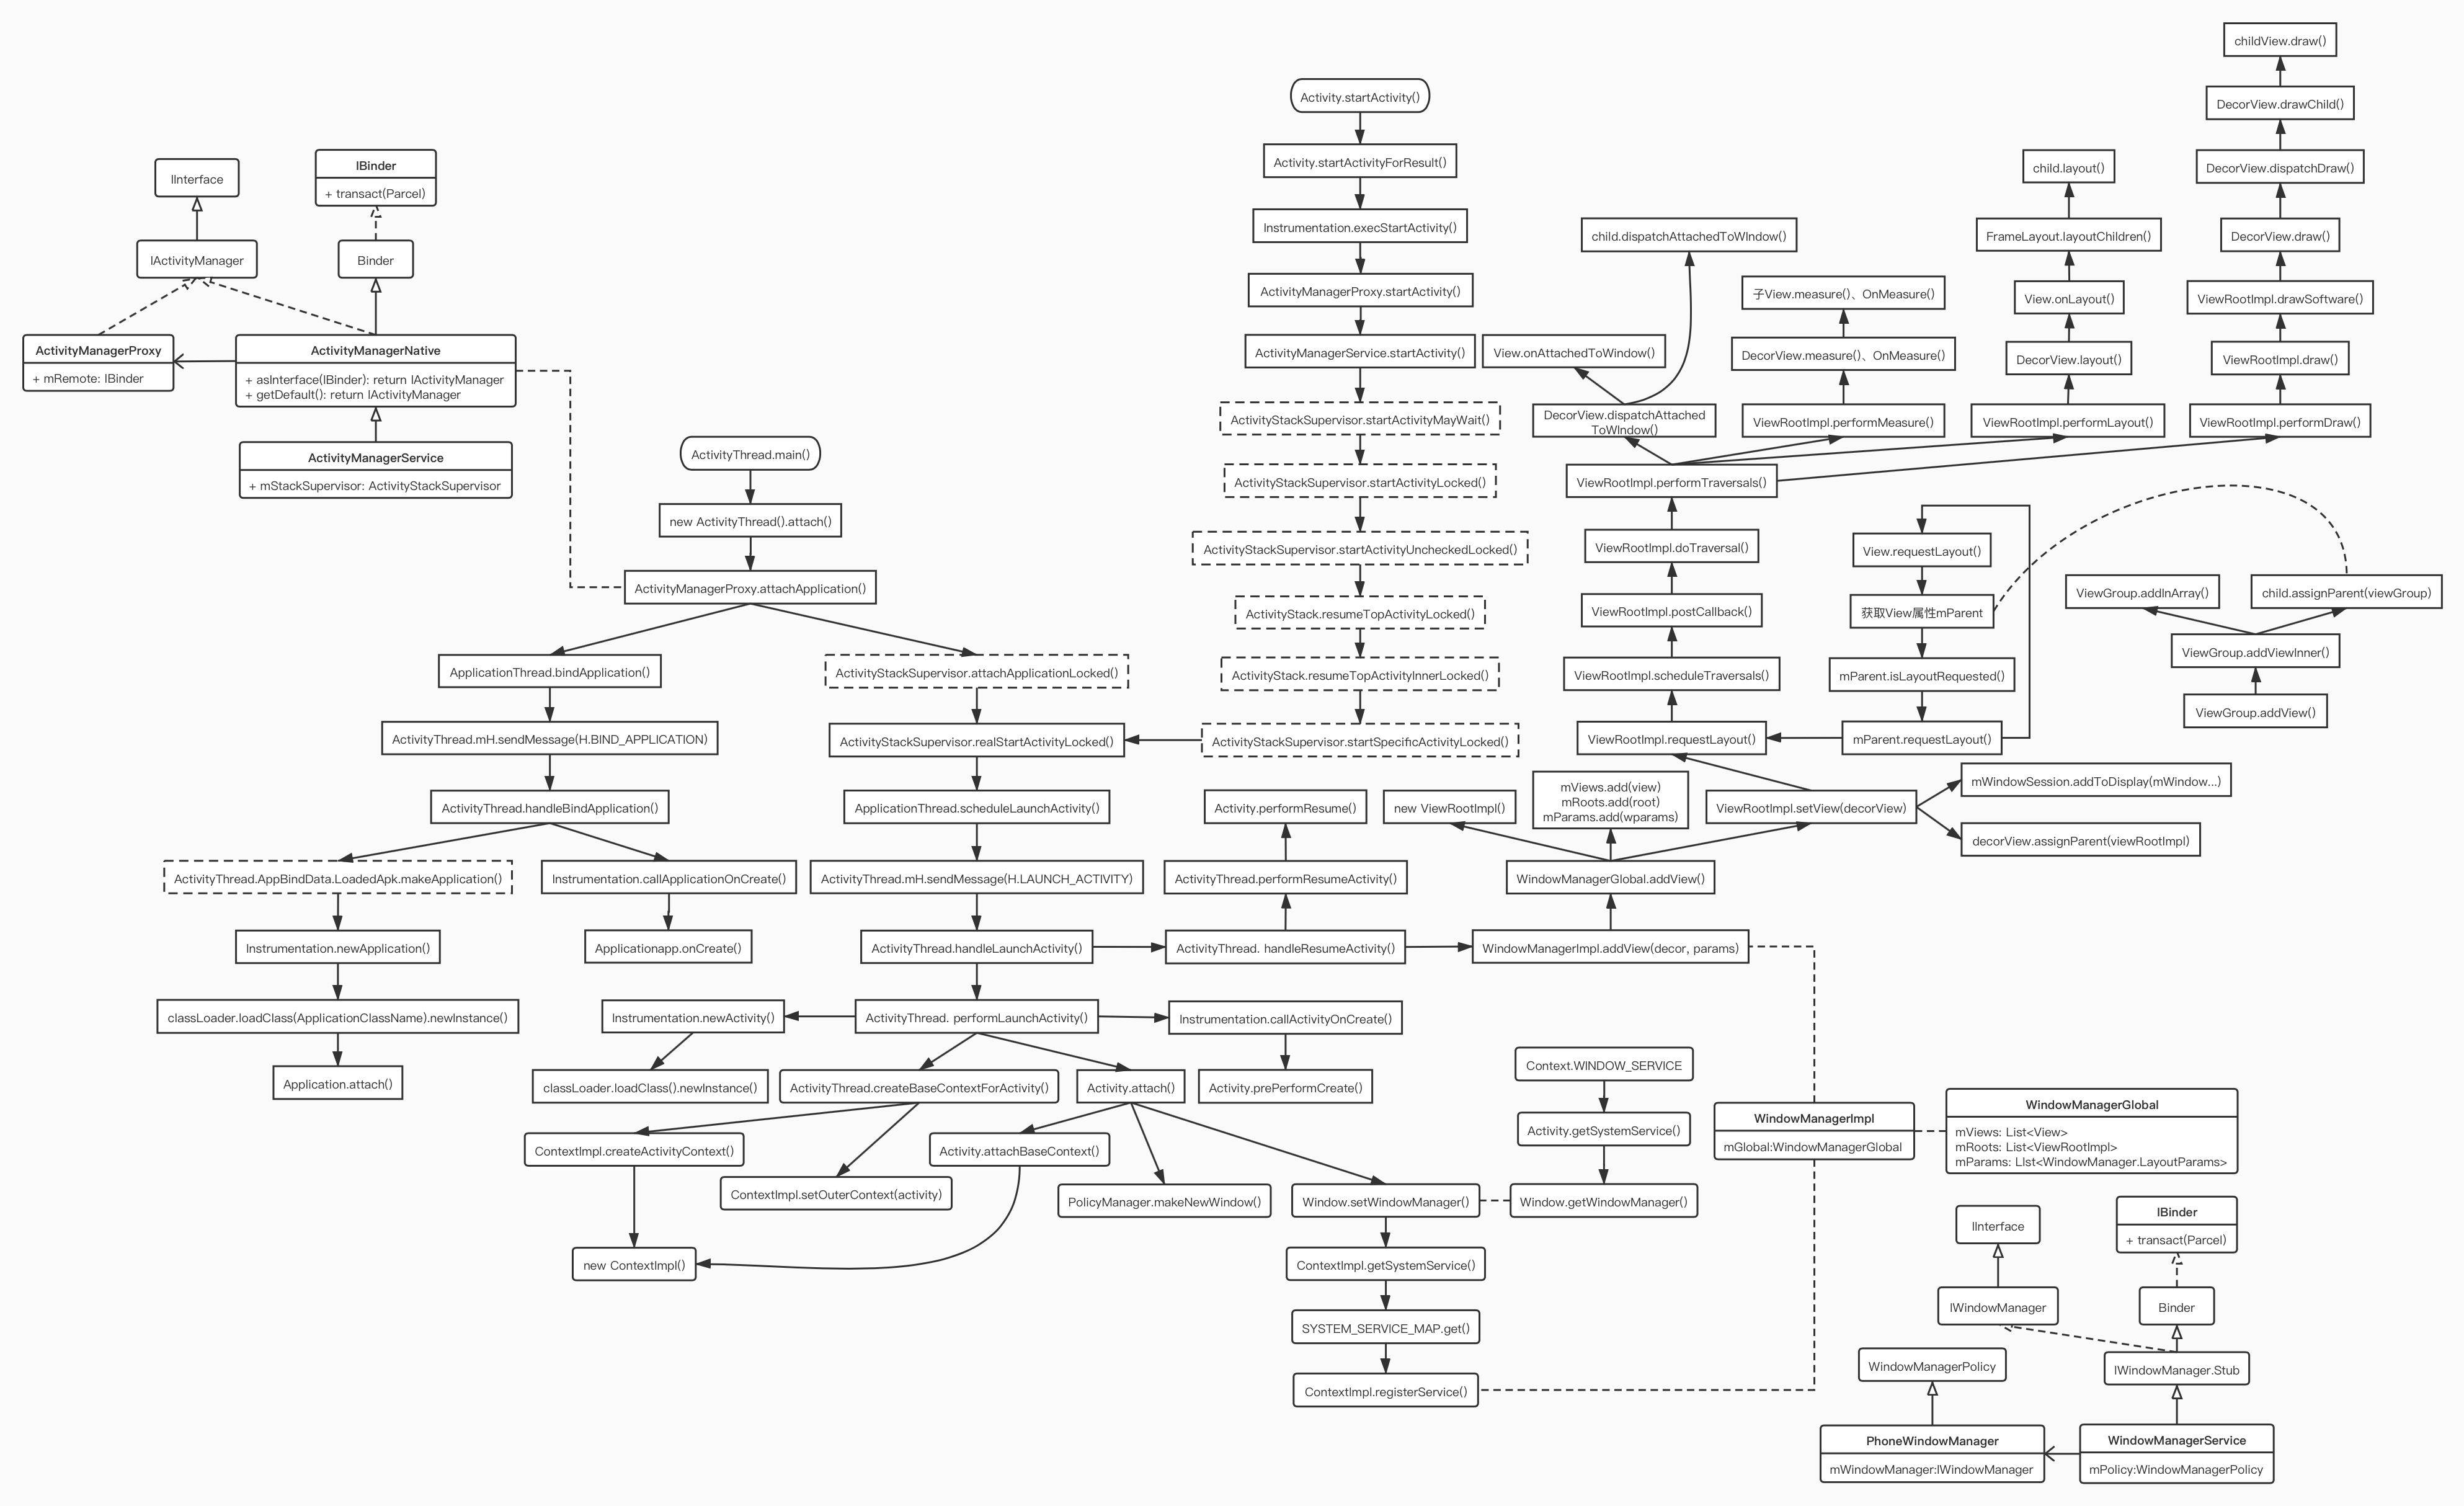 IInterface
IBinder
+ transact(Parcel)
IActivityManager
Binder
ActivityManagerProxy
+ mRemote: IBinder
ActivityManagerNative
+ asInterface(IBinder): return IActivityManager
+ getDefault(): return IActivityManager
ActivityManagerService
+ mStackSupervisor: ActivityStackSupervisor
ActivityThread.main()
new ActivityThread().attach()
ActivityManagerProxy.attachApplication()
ApplicationThread.bindApplication()
ActivityStackSupervisor.attachApplicationLocked()
ActivityThread.mH.sendMessage(H.BIND_APPLICATION)
ActivityStackSupervisor.realStartActivityLocked()
ActivityThread.handleBindApplication()
ApplicationThread.scheduleLaunchActivity()
ActivityThread.AppBindData.LoadedApk.makeApplication()
Instrumentation.callApplicationOnCreate()
ActivityThread.mH.sendMessage(H.LAUNCH_ACTIVITY)
Instrumentation.newApplication()
Applicationapp.onCreate()
ActivityThread.handleLaunchActivity()
classLoader.loadClass(ApplicationClassName).newInstance()
Application.attach()
Instrumentation.newActivity()
ActivityThread. performLaunchActivity()
Instrumentation.callActivityOnCreate()
classLoader.loadClass().newInstance()
ActivityThread.createBaseContextForActivity()
Activity.attach()
Activity.prePerformCreate()
ContextImpl.createActivityContext()
Activity.attachBaseContext()
ContextImpl.setOuterContext(activity)
PolicyManager.makeNewWindow()
new ContextImpl()
Activity.startActivity()
Activity.startActivityForResult()
Instrumentation.execStartActivity()
ActivityManagerProxy.startActivity()
ActivityManagerService.startActivity()
ActivityStackSupervisor.startActivityMayWait()
ActivityStackSupervisor.startActivityLocked()
ActivityStackSupervisor.startActivityUncheckedLocked()
ActivityStack.resumeTopActivityLocked()
ActivityStack.resumeTopActivityInnerLocked()
ActivityStackSupervisor.startSpecificActivityLocked()
Activity.performResume()
ActivityThread.performResumeActivity()
ActivityThread. handleResumeActivity()
new ViewRootImpl()
mViews.add(view)
mRoots.add(root)
mParams.add(wparams)
ViewRootImpl.setView(decorView)
mWindowSession.addToDisplay(mWindow...)
decorView.assignParent(viewRootImpl)
WindowManagerGlobal.addView()
WindowManagerImpl.addView(decor, params)
child.dispatchAttachedToWIndow()
View.onAttachedToWindow()
DecorView.dispatchAttached
ToWIndow()
子View.measure()、OnMeasure()
DecorView.measure()、OnMeasure()
ViewRootImpl.performMeasure()
child.layout()
FrameLayout.layoutChildren()
View.onLayout()
DecorView.layout()
ViewRootImpl.performLayout()
childView.draw()
DecorView.drawChild()
DecorView.dispatchDraw()
DecorView.draw()
ViewRootImpl.drawSoftware()
ViewRootImpl.draw()
ViewRootImpl.performDraw()
ViewRootImpl.performTraversals()
ViewRootImpl.doTraversal()
ViewRootImpl.postCallback()
ViewRootImpl.scheduleTraversals()
ViewRootImpl.requestLayout()
View.requestLayout()
获取View属性mParent
mParent.isLayoutRequested()
mParent.requestLayout()
ViewGroup.addInArray()
child.assignParent(viewGroup)
ViewGroup.addViewInner()
ViewGroup.addView()
Context.WINDOW_SERVICE
Activity.getSystemService()
Window.setWindowManager()
Window.getWindowManager()
ContextImpl.getSystemService()
SYSTEM_SERVICE_MAP.get()
ContextImpl.registerService()
WindowManagerImpl
mGlobal:WindowManagerGlobal
WindowManagerGlobal
mViews: List<View>
mRoots: List<ViewRootImpl>
mParams: LIst<WindowManager.LayoutParams>
IInterface
IBinder
+ transact(Parcel)
IWindowManager
Binder
WindowManagerPolicy
IWindowManager.Stub
PhoneWindowManager
mWindowManager:IWindowManager
WindowManagerService
mPolicy:WindowManagerPolicy